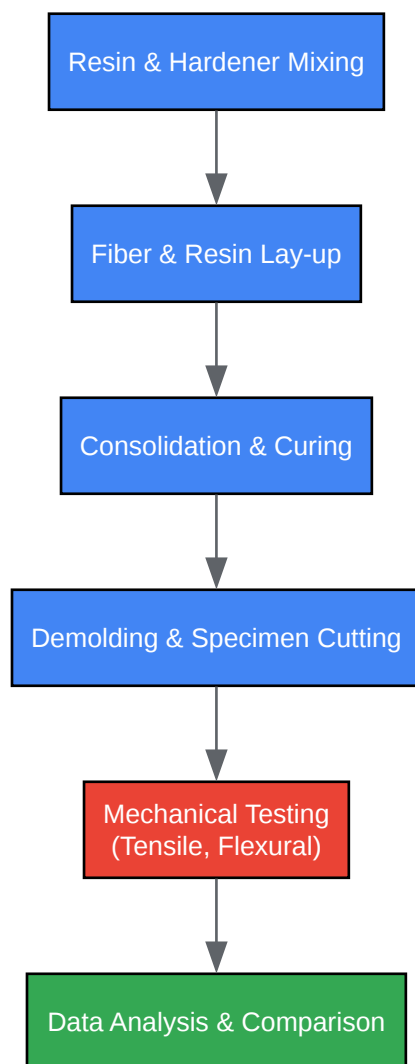 Resin & Hardener Mixing
Fiber & Resin Lay-up
Consolidation & Curing
Demolding & Specimen Cutting
Mechanical Testing
(Tensile, Flexural)
Data Analysis & Comparison